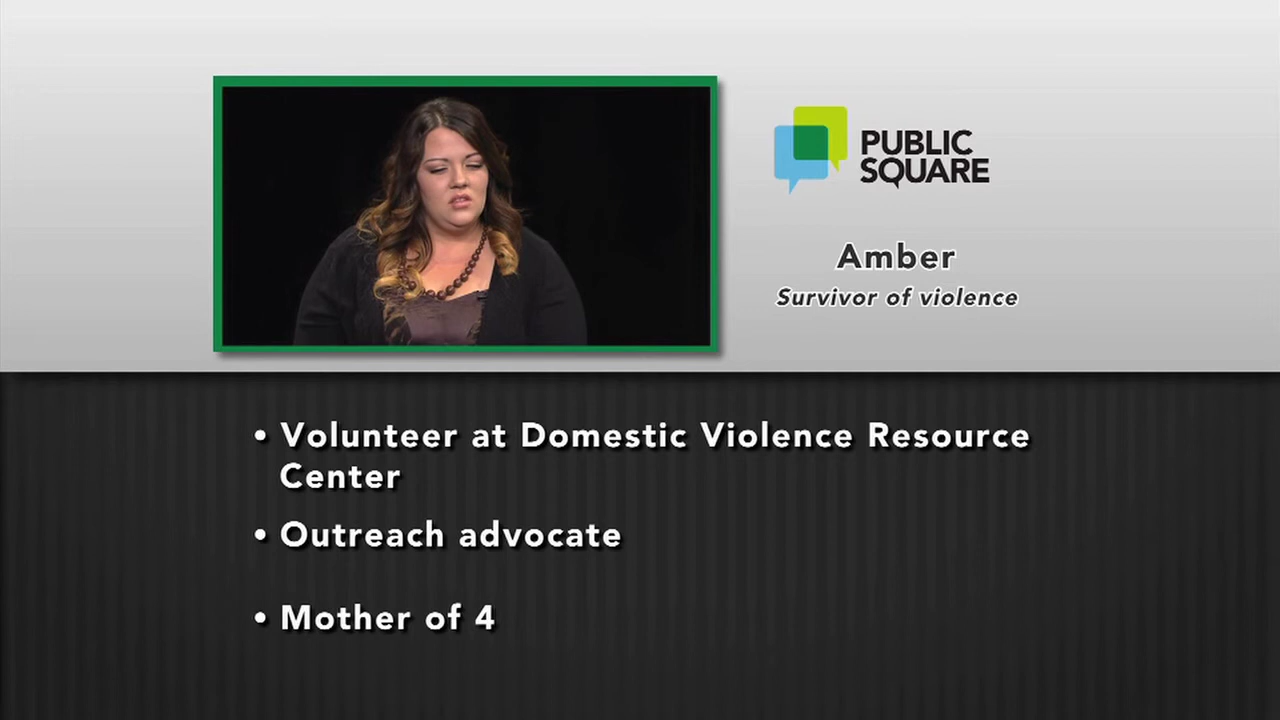 PUBLIC
SQUARE
Amber
Survivor of violence
• Volunteer at Domestic Violence Resource
Center
• Outreach advocate
• Mother of 4